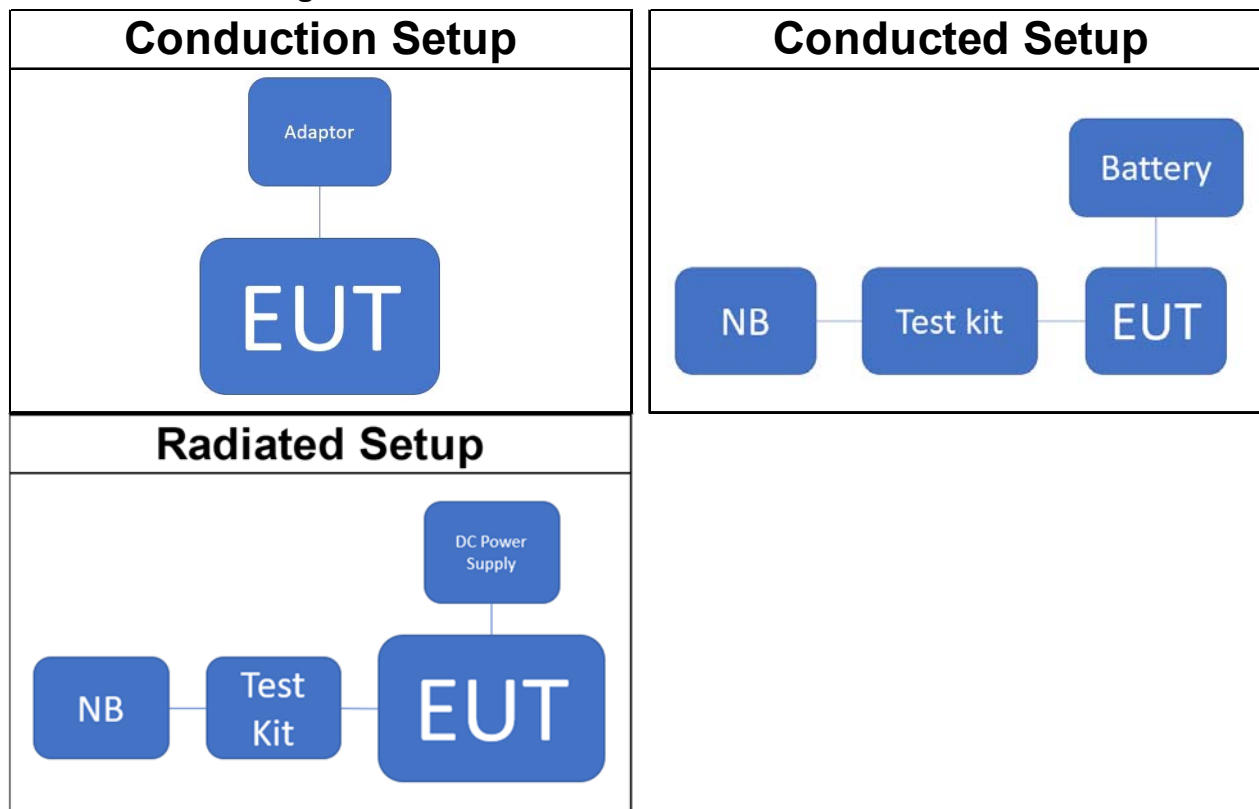 Conduction Setup
Adaptor
EUT
Conducted Setup
Battery
NB
Test kit
EUT
Radiated Setup
DC Power
Supply
NB
Test
Kit
EUT